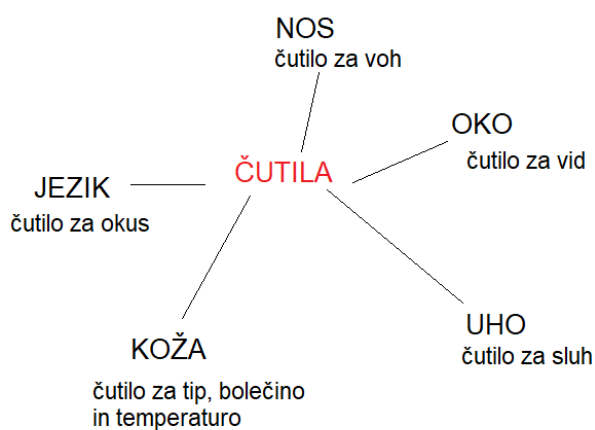 NOS
čutilo za voh
OKO
čutilo za vid
ČUTILA
JEZIK
čutilo za okus
UHO
čutilo za sluh
KOŽA
čutilo za tip, bolečino
in temperaturo